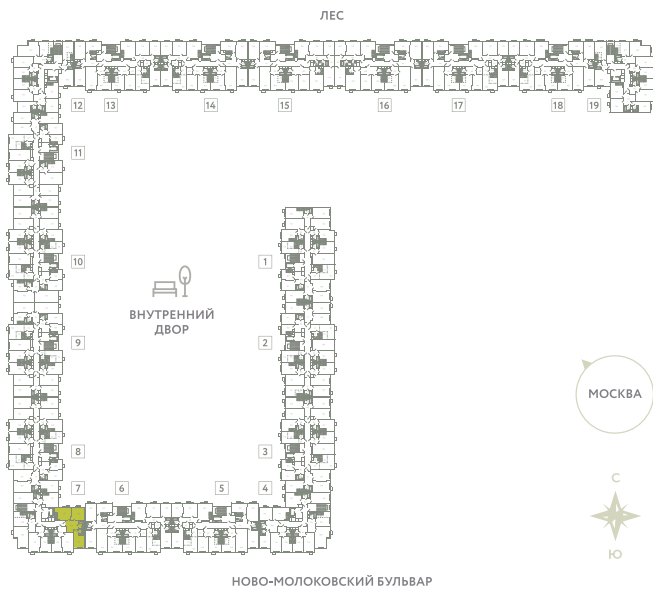 ЛЕС
12 13 14 15 16 17 18 19
11
10 1
ВНУТРЕННИЙ
ДВОР
9 2
МОСКВА
8 3
7 6 5 4
С
Ю
НОВО-МОЛОКОВСКИЙ БУЛЬВАР